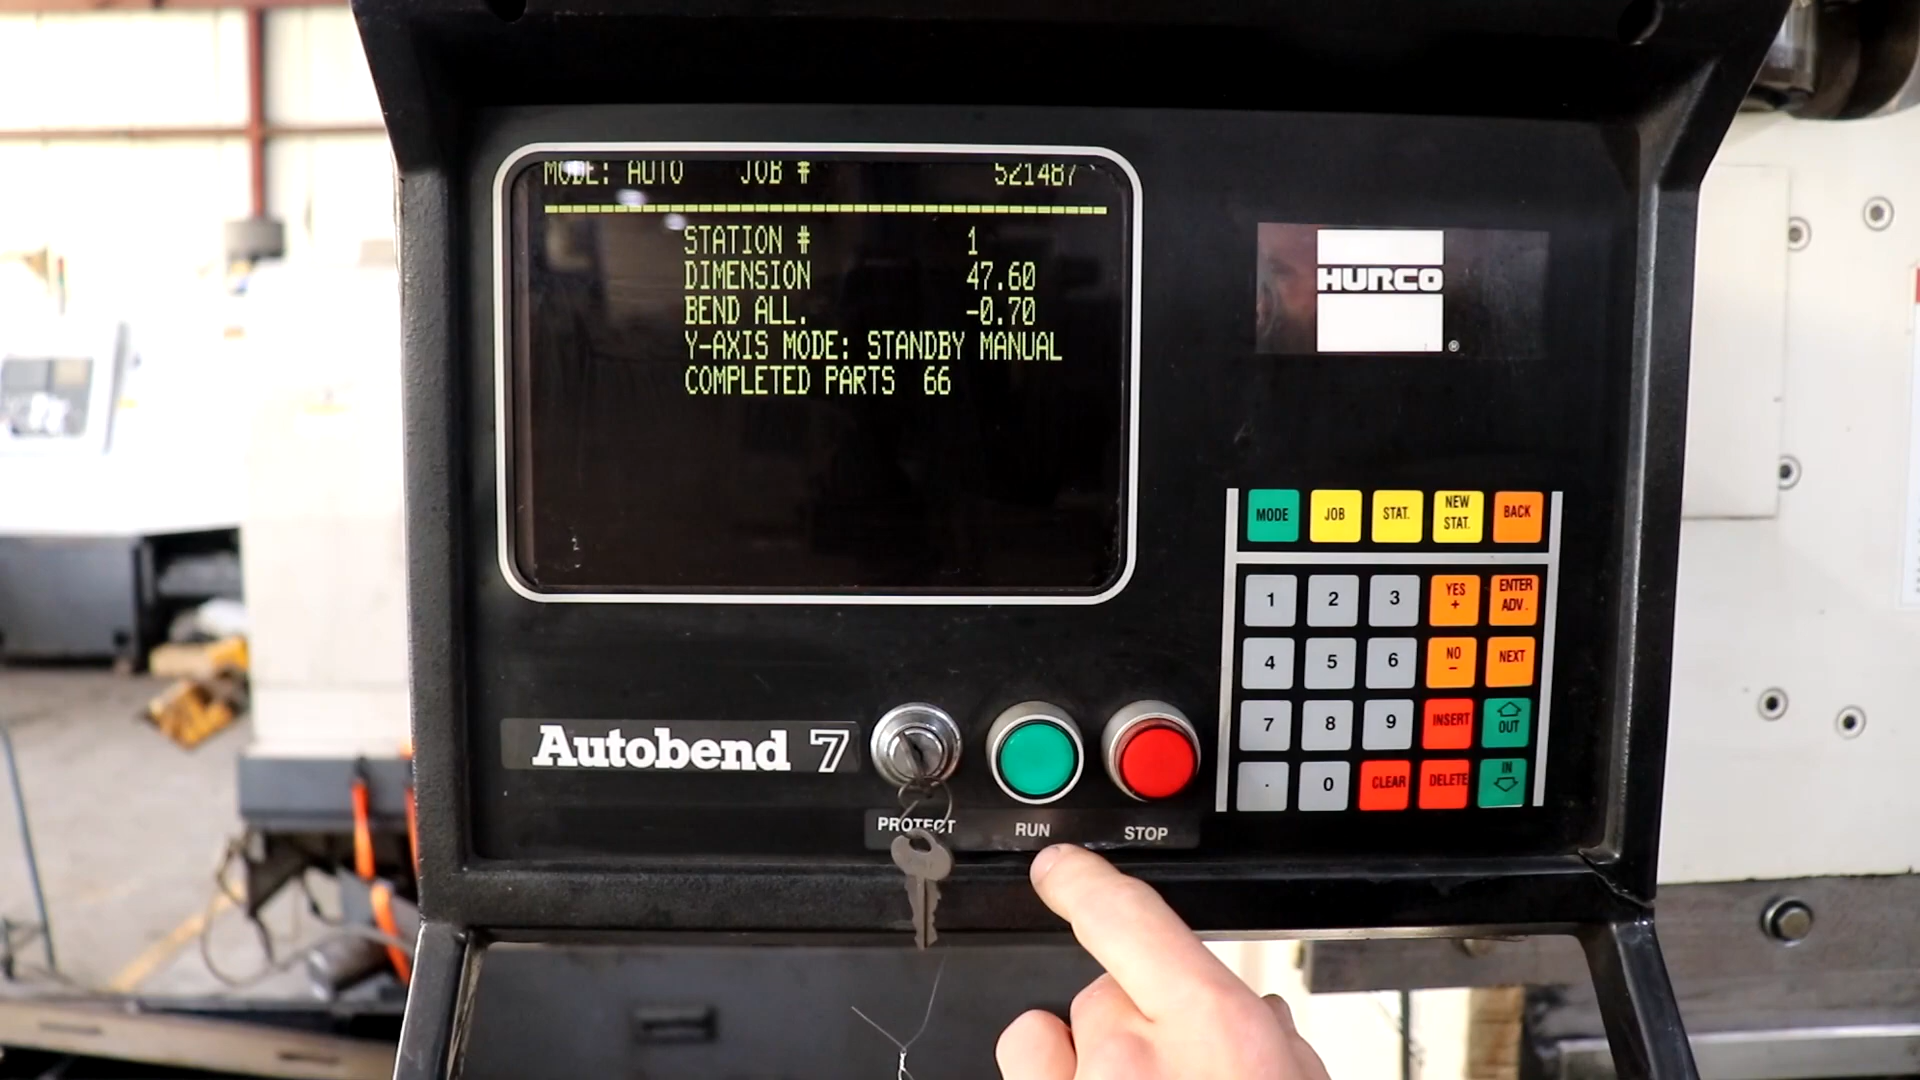 MODE: AUTO JOB # 521487
STATION # 1
DIMENSION 47.60
BEND ALL. -0.70
Y-AXIS MODE: STANDBY MANUAL
COMPLETED PARTS 66
HURCO ®
MODE JOB STAT. NEW STAT. BACK
1 2 3 YES + ENTER ADV.
4 5 6 NO - NEXT
7 8 9 INSERT OUT
. 0 CLEAR DELETE IN
Autobend 7
PROTECT RUN STOP